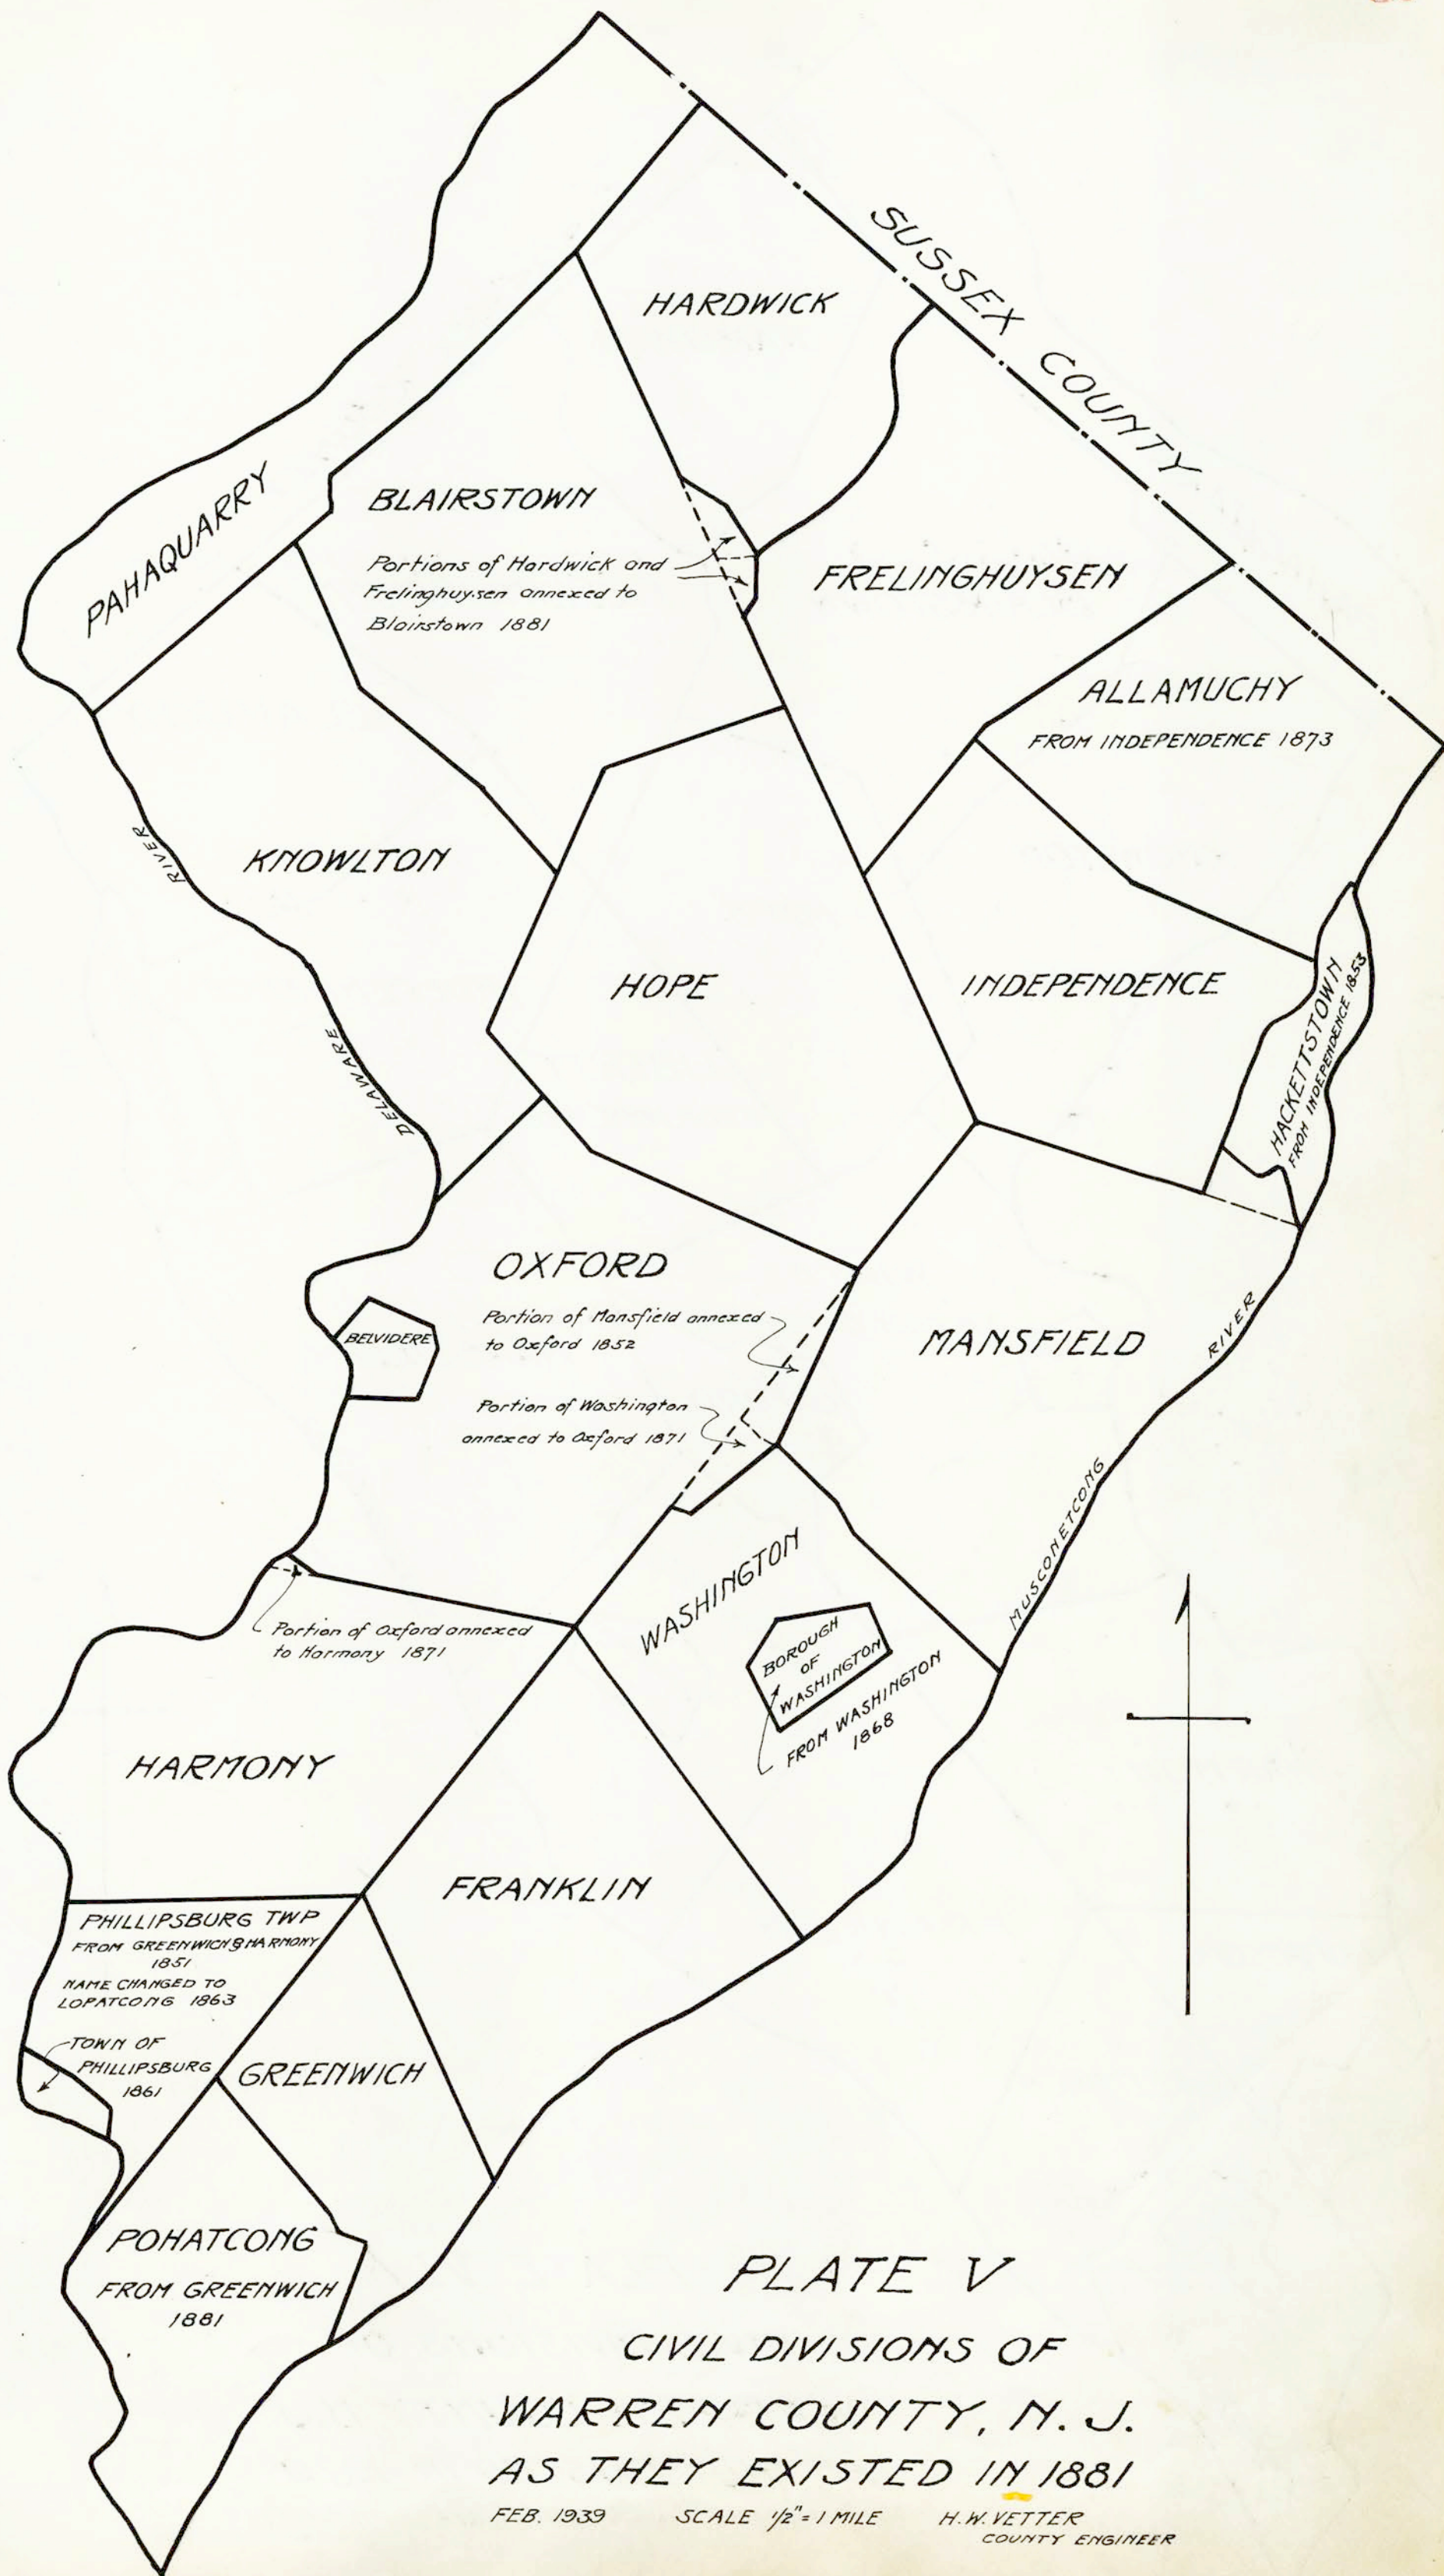 SUSSEX COUNTY
HARDWICK
PAHAQUARRY
BLAIRSTOWN
Portions of Hardwick and
Frelinghuysen annexed to
Blairstown 1881
FRELINGHUYSEN
ALLAMUCHY
FROM INDEPENDENCE 1873
RIVER
KNOWLTON
HOPE
INDEPENDENCE
HACKETTSTOWN
FROM INDEPENDENCE 1853
DELAWARE
OXFORD
Portion of Mansfield annexed
to Oxford 1852
BELVIDERE
MANSFIELD
RIVER
Portion of Washington
annexed to Oxford 1871
MUSCONETCONG
WASHINGTON
BOROUGH
OF
WASHINGTON
FROM WASHINGTON
1868
Portion of Oxford annexed
to Harmony 1871
HARMONY
FRANKLIN
PHILLIPSBURG TWP
FROM GREENWICH & HARMONY
1851
NAME CHANGED TO
LOPATCONG 1863
TOWN OF
PHILLIPSBURG
1861
GREENWICH
POHATCONG
FROM GREENWICH
1881
PLATE V
CIVIL DIVISIONS OF
WARREN COUNTY, N.J.
AS THEY EXISTED IN 1881
FEB. 1939 SCALE 1/2" = 1 MILE H.W. VETTER
COUNTY ENGINEER